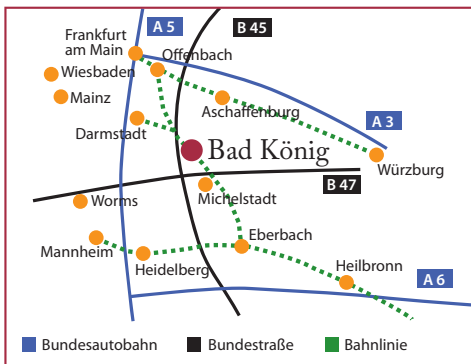 A 5
B 45
Frankfurt
am Main
Offenbach
Wiesbaden
Mainz
Aschaffenburg
Darmstadt
A 3
Bad König
Würzburg
B 47
Michelstadt
Worms
Eberbach
Mannheim
Heidelberg
Heilbronn
A 6
Bundesautobahn
Bundestraße
Bahnlinie